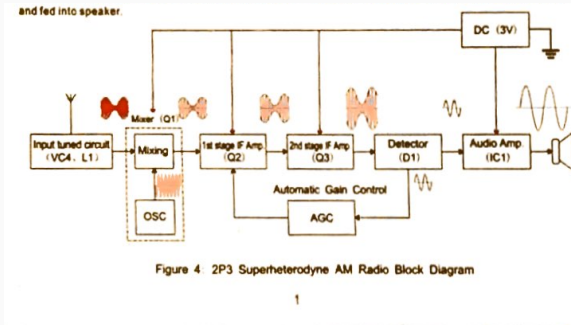 and fed into speaker.
DC (3V)
Mixer (Q1)
Input tuned circuit
(VC4、L1)
Mixing
1st stage IF Amp.
(Q2)
2nd stage IF Amp.
(Q3)
Detector
(D1)
Audio Amp.
(IC1)
OSC
Automatic Gain Control
AGC
Figure 4 2P3 Superheterodyne AM Radio Block Diagram
1